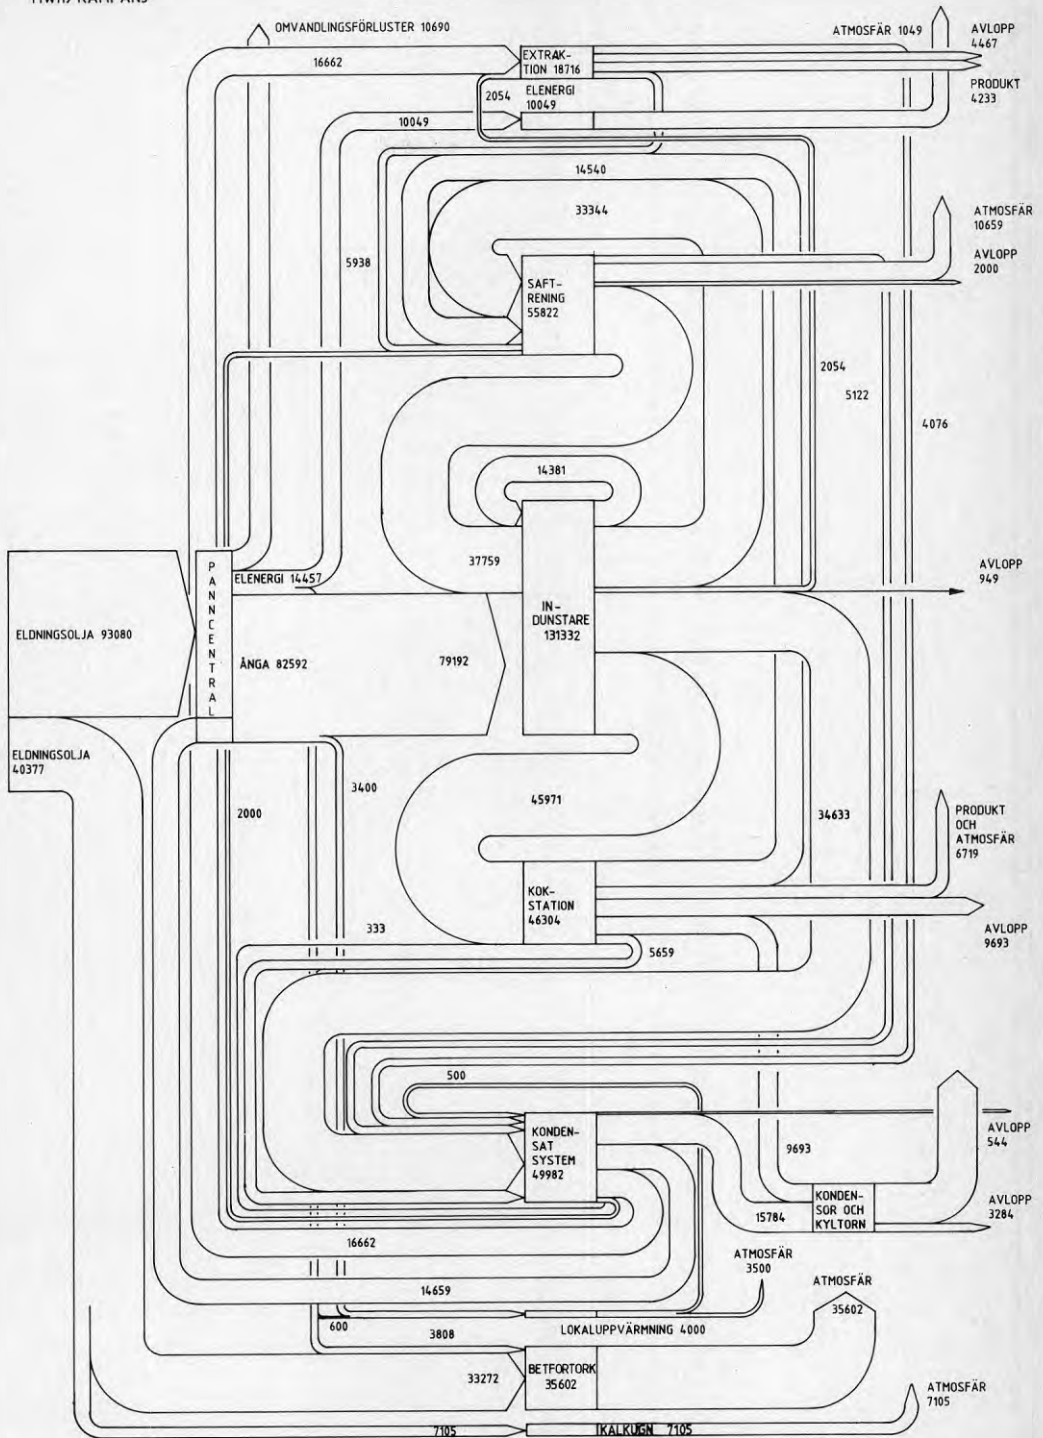 OMVANDLINGSFÖRLUSTER 10690
ATMOSFÄR 1049
AVLOPP
4467
16662
EXTRAK-
TION 18716
2054
ELENERGI
10049
PRODUKT
4233
10049
14540
33344
ATMOSFÄR
10659
5938
AVLOPP
2000
SAFT-
RENING
55822
2054
5122
4076
14381
37759
PANNCENTRAL
ELENERGI 14457
AVLOPP
949
IN-
DUNSTARE
131332
ELDNINGSOLJA 93080
ÅNGA 82592
79192
ELDNINGSOLJA
40377
3400
2000
45971
34633
PRODUKT
OCH
ATMOSFÄR
6719
KOK-
STATION
46304
333
5659
AVLOPP
9693
500
KONDEN-
SAT
SYSTEM
49982
AVLOPP
544
9693
KONDEN-
SOR OCH
KYLTORN
15784
AVLOPP
3284
16662
ATMOSFÄR
3500
14659
ATMOSFÄR
35602
600
3808
LOKALUPPVÄRMNING 4000
33272
BETFORTORK
35602
ATMOSFÄR
7105
7105
KALKUGN 7105